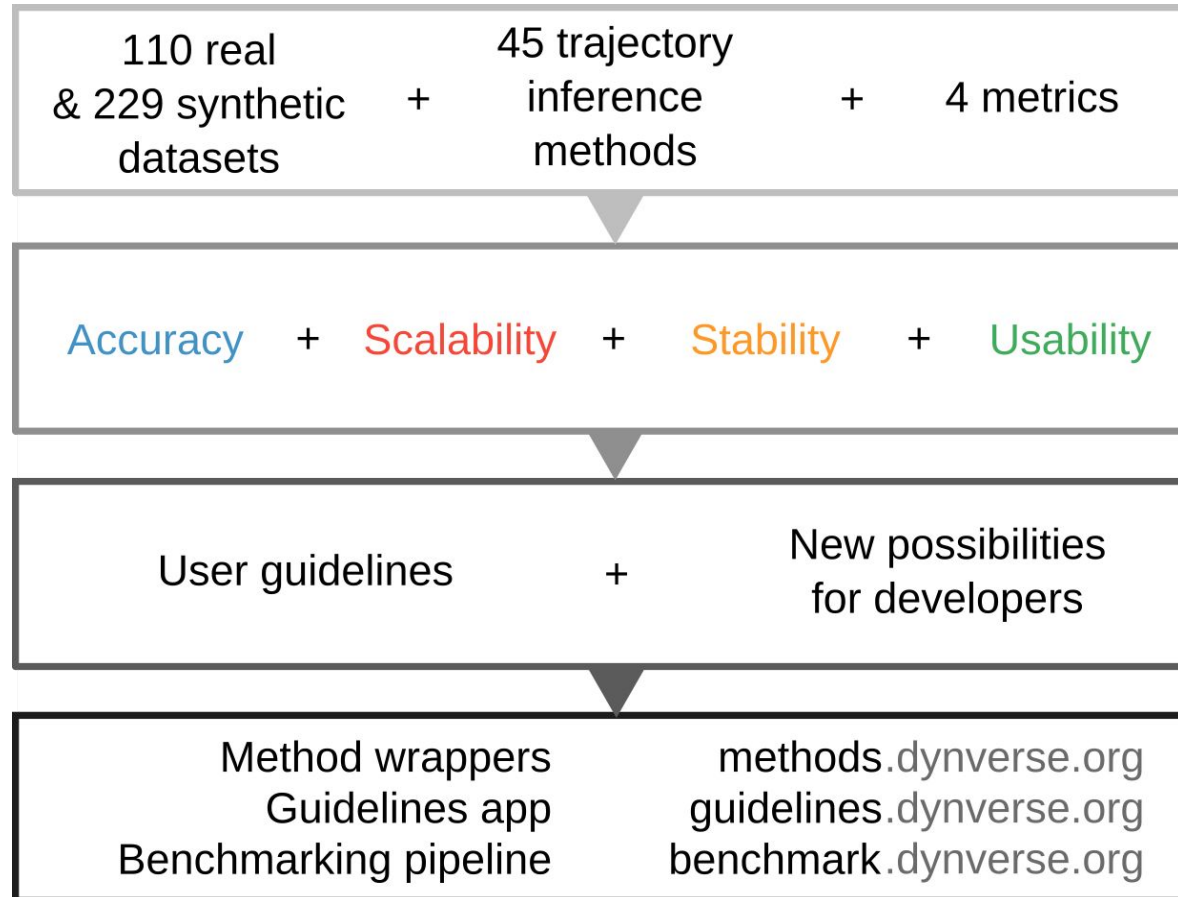 110 real
& 229 synthetic
datasets
+
45 trajectory
inference
methods
+
4 metrics
Accuracy + Scalability + Stability + Usability
User guidelines
+
New possibilities
for developers
Method wrappers methods.dynverse.org
Guidelines app guidelines.dynverse.org
Benchmarking pipeline benchmark.dynverse.org